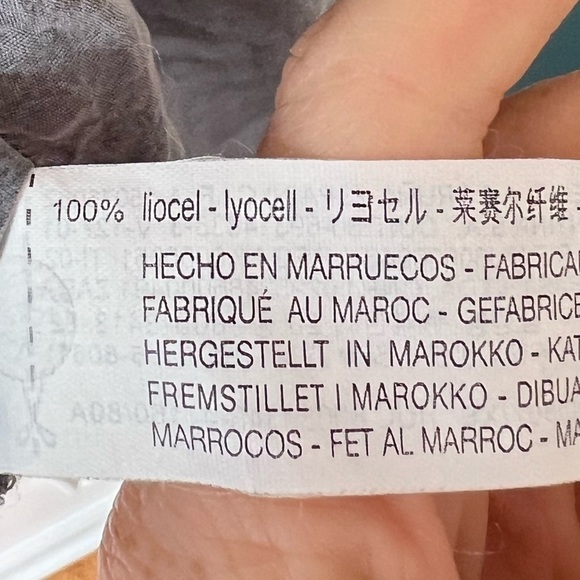 100% liocel - lyocell - リヨセル - 莱赛尔纤维 -
HECHO EN MARRUECOS - FABRICA
FABRIQUÉ AU MAROC - GEFABRICE
HERGESTELLT IN MAROKKO - KAT
FREMSTILLET I MAROKKO - DIBUA
MARROCOS - FET AL MARROC - MA